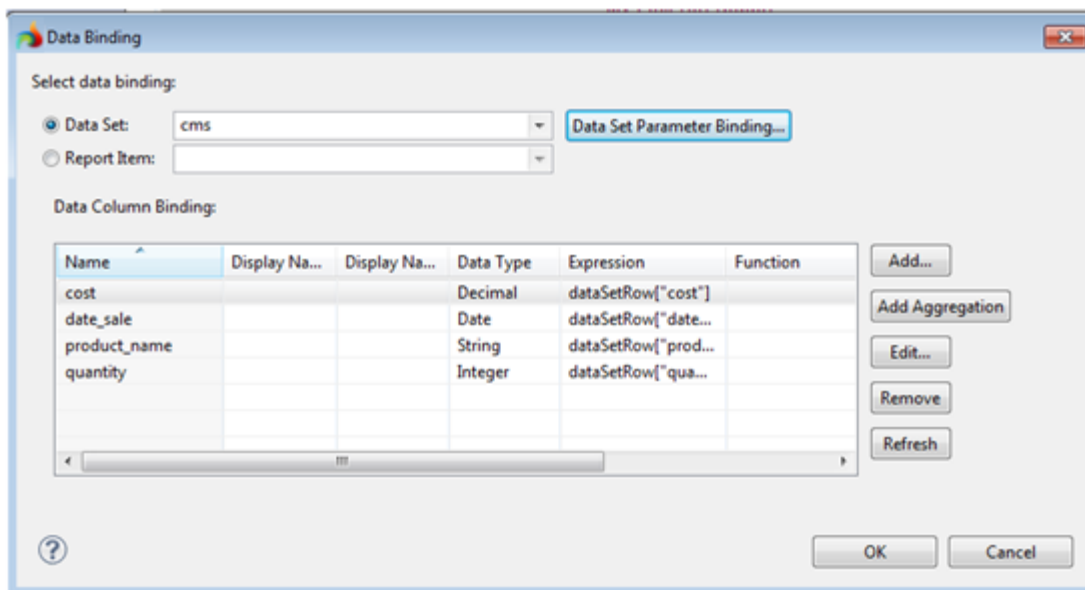 Data Binding
Select data binding:
Data Set: cms Data Set Parameter Binding...
Report Item:
Data Column Binding:
Name Display Na... Display Na... Data Type Expression Function
cost Decimal dataSetRow["cost"]
date_sale Date dataSetRow["date...
product_name String dataSetRow["prod...
quantity Integer dataSetRow["qua...
Add...
Add Aggregation
Edit...
Remove
Refresh
?
OK Cancel